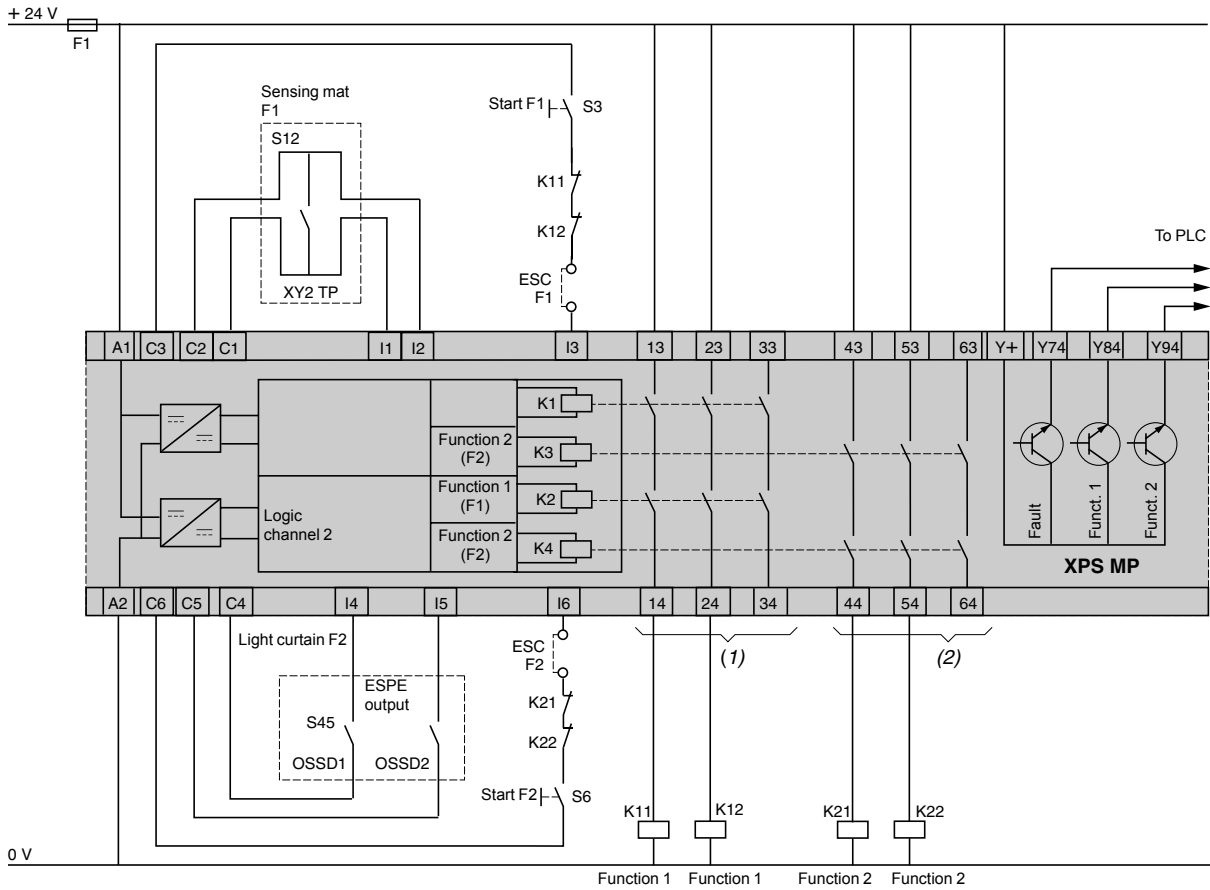 + 24 V
F1
Sensing mat
F1
S12
XY2 TP
Start F1
S3
K11
K12
ESC
F1
To PLC
A1 C3 C2 C1 I1 I2 I3 13 23 33 43 53 63 Y+ Y74 Y84 Y94
K1
Function 2
(F2)
K3
Function 1
(F1)
K2
Logic
channel 2
Function 2
(F2)
K4
Fault
Funct. 1
Funct. 2
XPS MP
A2 C6 C5 C4 I4 I5 I6 14 24 34 44 54 64
Light curtain F2
ESC
F2
(1)
(2)
ESPE
output
K21
S45
K22
OSSD1 OSSD2
Start F2
S6
K11 K12 K21 K22
0 V
Function 1 Function 1 Function 2 Function 2